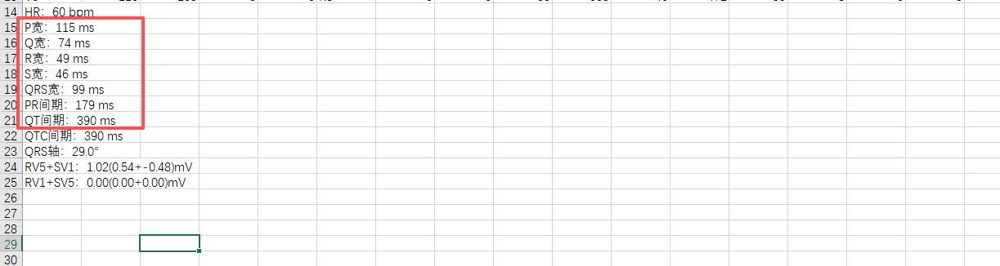 14 HR：60 bpm
15 P宽：115 ms
16 Q宽：74 ms
17 R宽：49 ms
18 S宽：46 ms
19 QRS宽：99 ms
20 PR间期：179 ms
21 QT间期：390 ms
22 QTC间期：390 ms
23 QRS轴：29.0°
24 RV5+SV1：1.02(0.54+-0.48)mV
25 RV1+SV5：0.00(0.00+0.00)mV
26
27
28
29
30